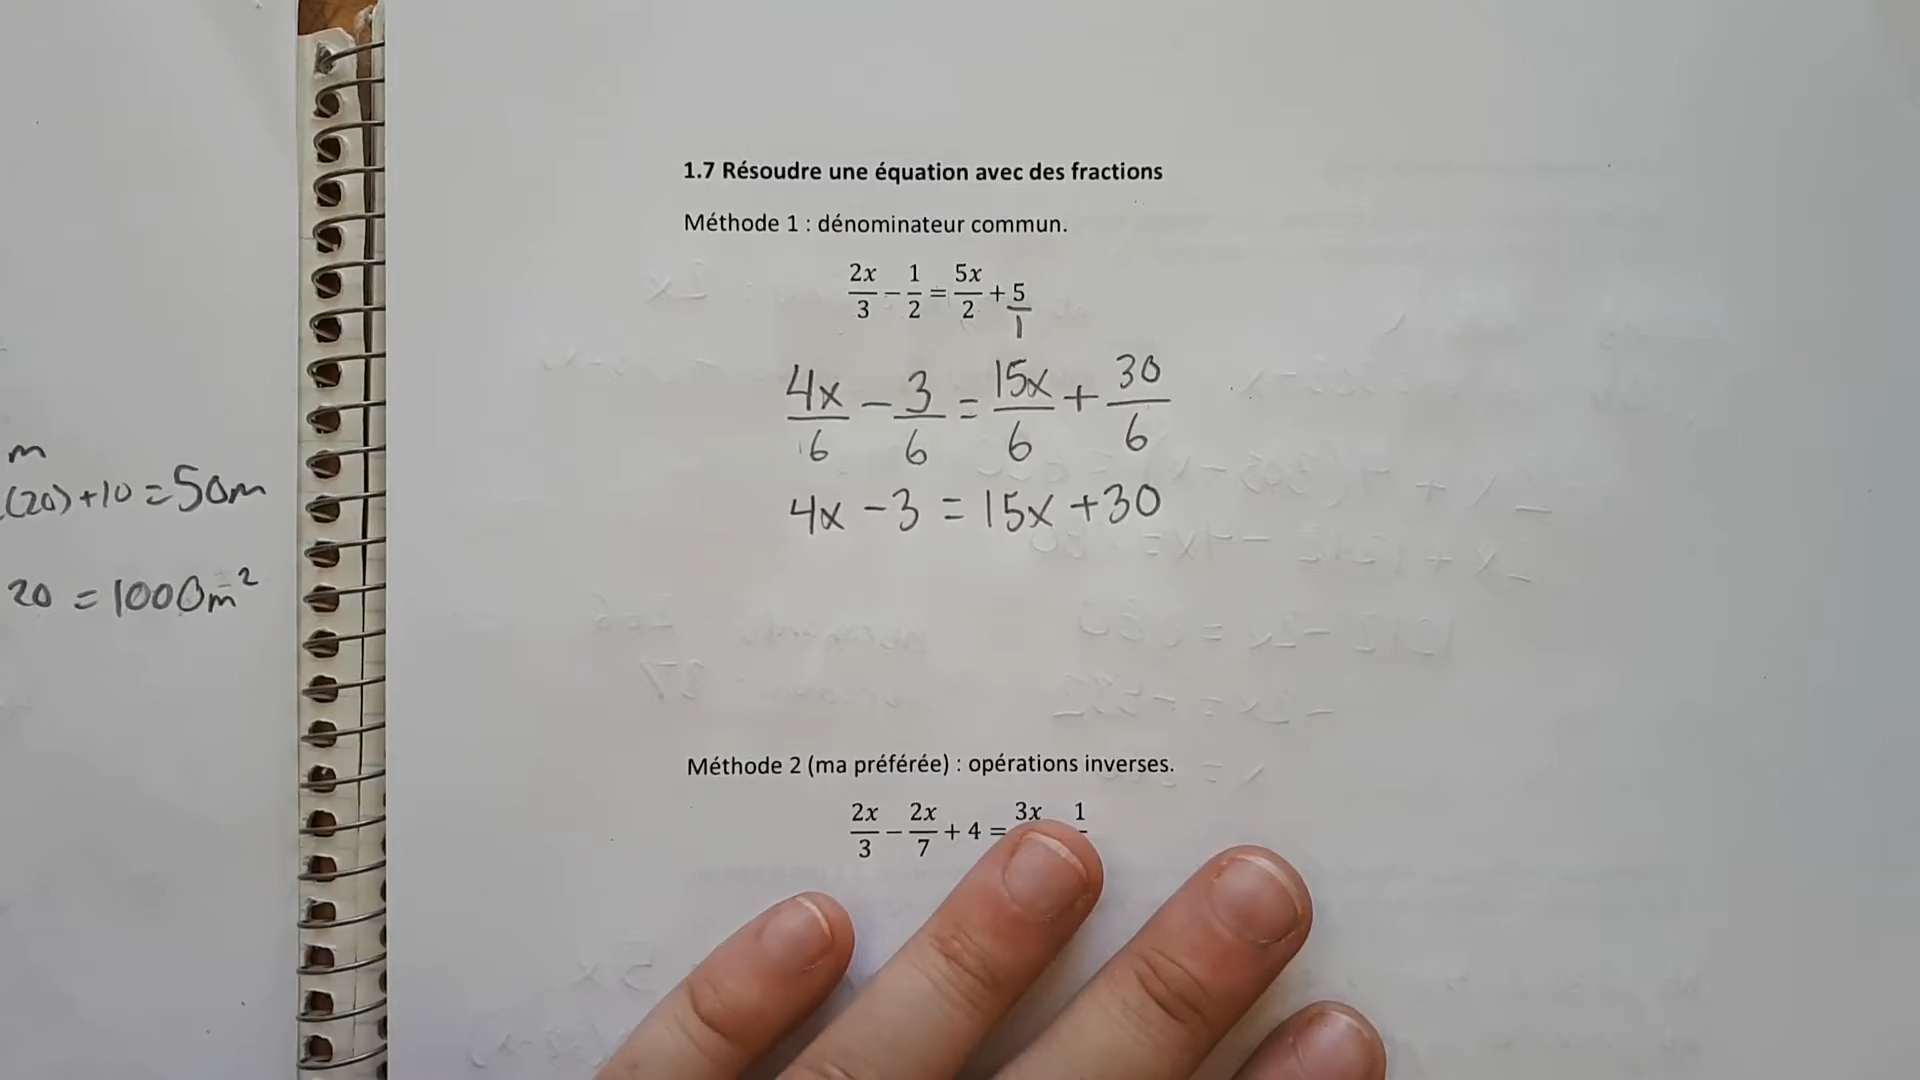 m
(20) +10 = 50m
20 = 1000m²
1.7 Résoudre une équation avec des fractions
Méthode 1 : dénominateur commun.
2x/3 − 1/2 = 5x/2 + 5/1
4x/6 − 3/6 = 15x/6 + 30/6
4x − 3 = 15x + 30
Méthode 2 (ma préférée) : opérations inverses.
2x/3 − 2x/7 + 4 = 3x 1